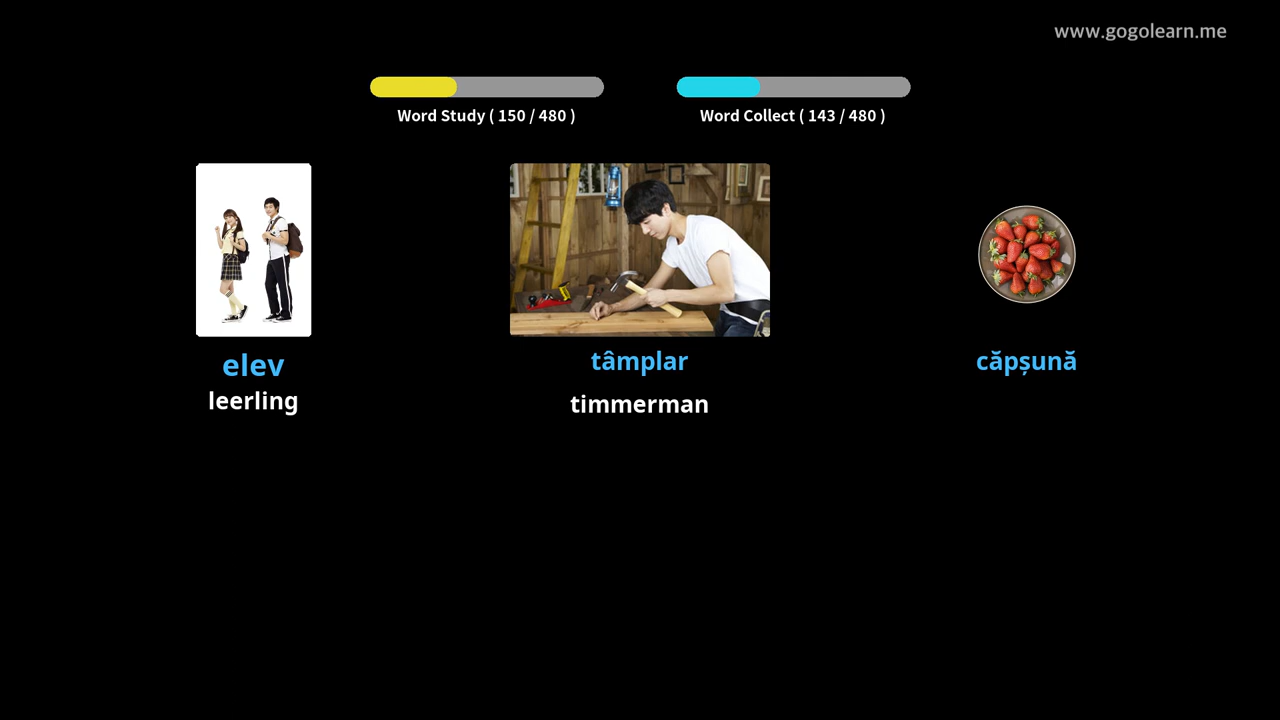 www.gogolearn.me
Word Study ( 150 / 480 )
Word Collect ( 143 / 480 )
elev
leerling
tâmplar
timmerman
căpșună